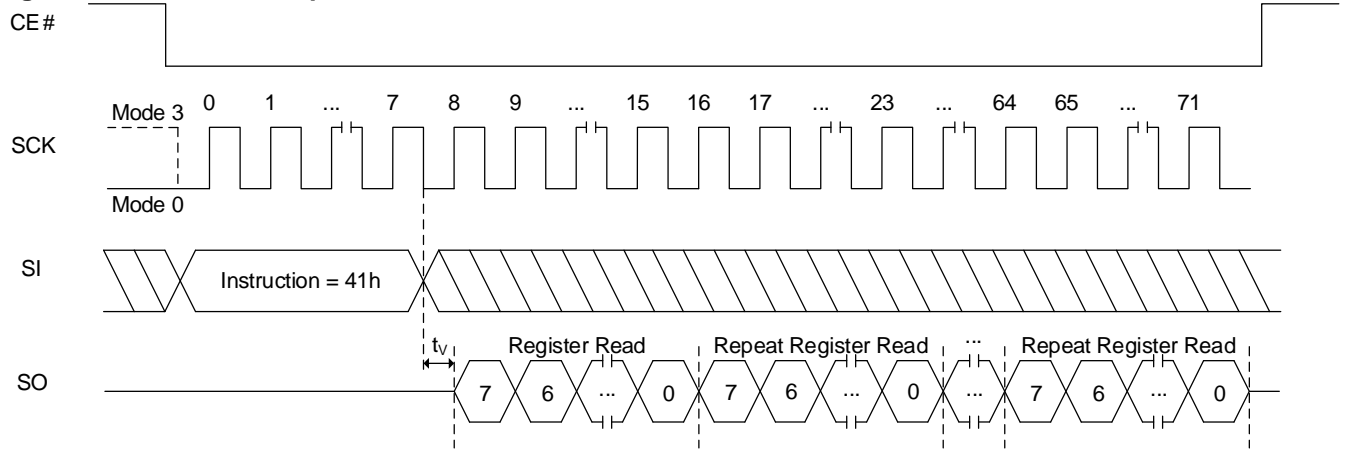 CE#
Mode 3 0 1 ... 7 8 9 ... 15 16 17 ... 23 ... 64 65 ... 71
SCK
Mode 0
SI Instruction = 41h
tV Register Read Repeat Register Read ... Repeat Register Read
SO 7 6 ... 0 7 6 ... 0 ... 7 6 ... 0